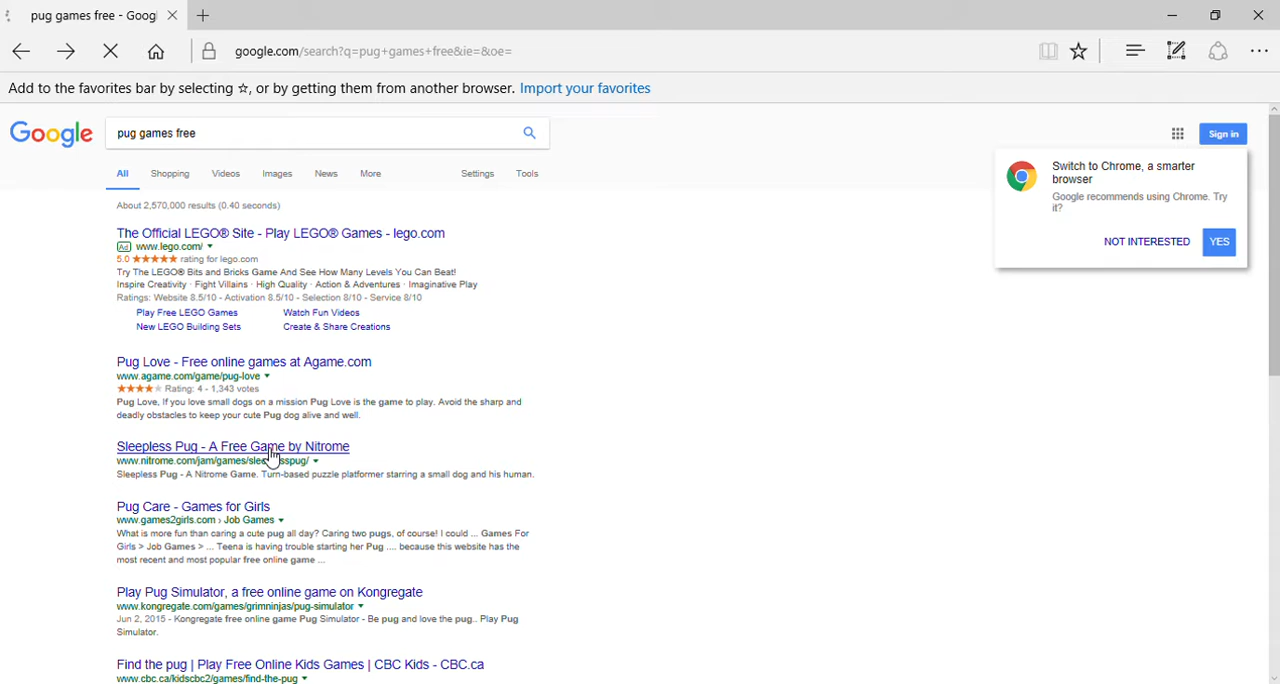 pug games free - Googl
google.com/search?q=pug+games+free&ie=&oe=
Add to the favorites bar by selecting ☆, or by getting them from another browser. Import your favorites
Google
pug games free
Sign in
All Shopping Videos Images News More Settings Tools
Switch to Chrome, a smarter
browser
Google recommends using Chrome. Try
it?
NOT INTERESTED YES
About 2,570,000 results (0.40 seconds)
The Official LEGO® Site - Play LEGO® Games - lego.com
Ad www.lego.com/
5.0 ★★★★★ rating for lego.com
Try The LEGO® Bits and Bricks Game And See How Many Levels You Can Beat!
Inspire Creativity · Fight Villains · High Quality · Action & Adventures · Imaginative Play
Ratings: Website 8.5/10 - Activation 8.5/10 - Selection 8/10 - Service 8/10
Play Free LEGO Games Watch Fun Videos
New LEGO Building Sets Create & Share Creations
Pug Love - Free online games at Agame.com
www.agame.com/game/pug-love
★★★★★ Rating: 4 - 1,343 votes
Pug Love, If you love small dogs on a mission Pug Love is the game to play. Avoid the sharp and
deadly obstacles to keep your cute Pug dog alive and well.
Sleepless Pug - A Free Game by Nitrome
www.nitrome.com/jam/games/sleeplesspug/
Sleepless Pug - A Nitrome Game. Turn-based puzzle platformer starring a small dog and his human.
Pug Care - Games for Girls
www.games2girls.com › Job Games
What is more fun than caring a cute pug all day? Caring two pugs, of course! I could ... Games For
Girls > Job Games > ... Teena is having trouble starting her Pug .... because this website has the
most recent and most popular free online game ...
Play Pug Simulator, a free online game on Kongregate
www.kongregate.com/games/grimninjas/pug-simulator
Jun 2, 2015 - Kongregate free online game Pug Simulator - Be pug and love the pug.. Play Pug
Simulator.
Find the pug | Play Free Online Kids Games | CBC Kids - CBC.ca
www.cbc.ca/kidscbc2/games/find-the-pug